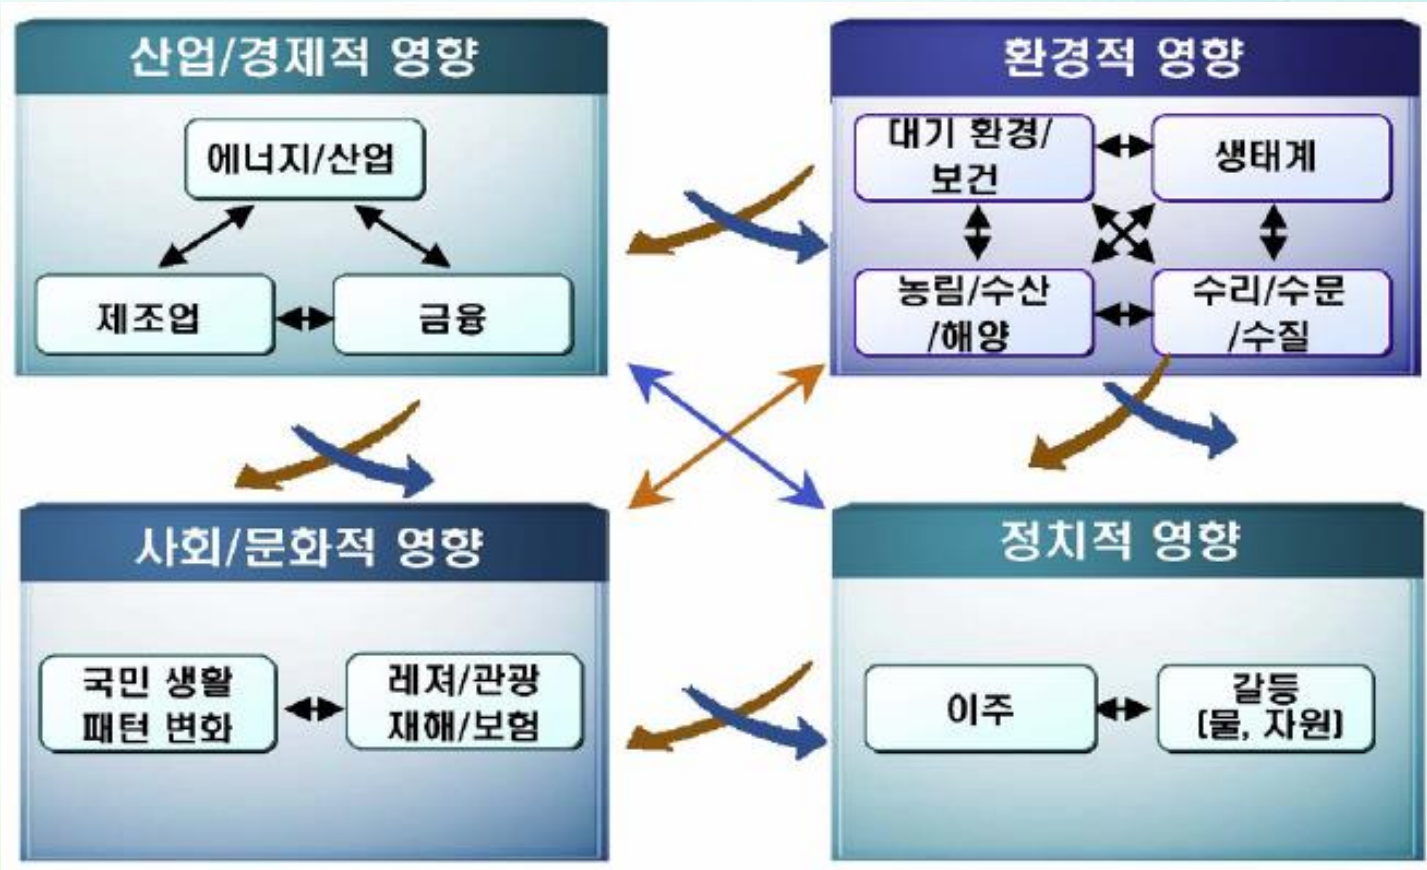 산업/경제적 영향
에너지/산업
제조업
금융
환경적 영향
대기 환경/
보건
생태계
농림/수산
/해양
수리/수문
/수질
사회/문화적 영향
국민 생활
패턴 변화
레져/관광
재해/보험
정치적 영향
이주
갈등
(물, 자원)